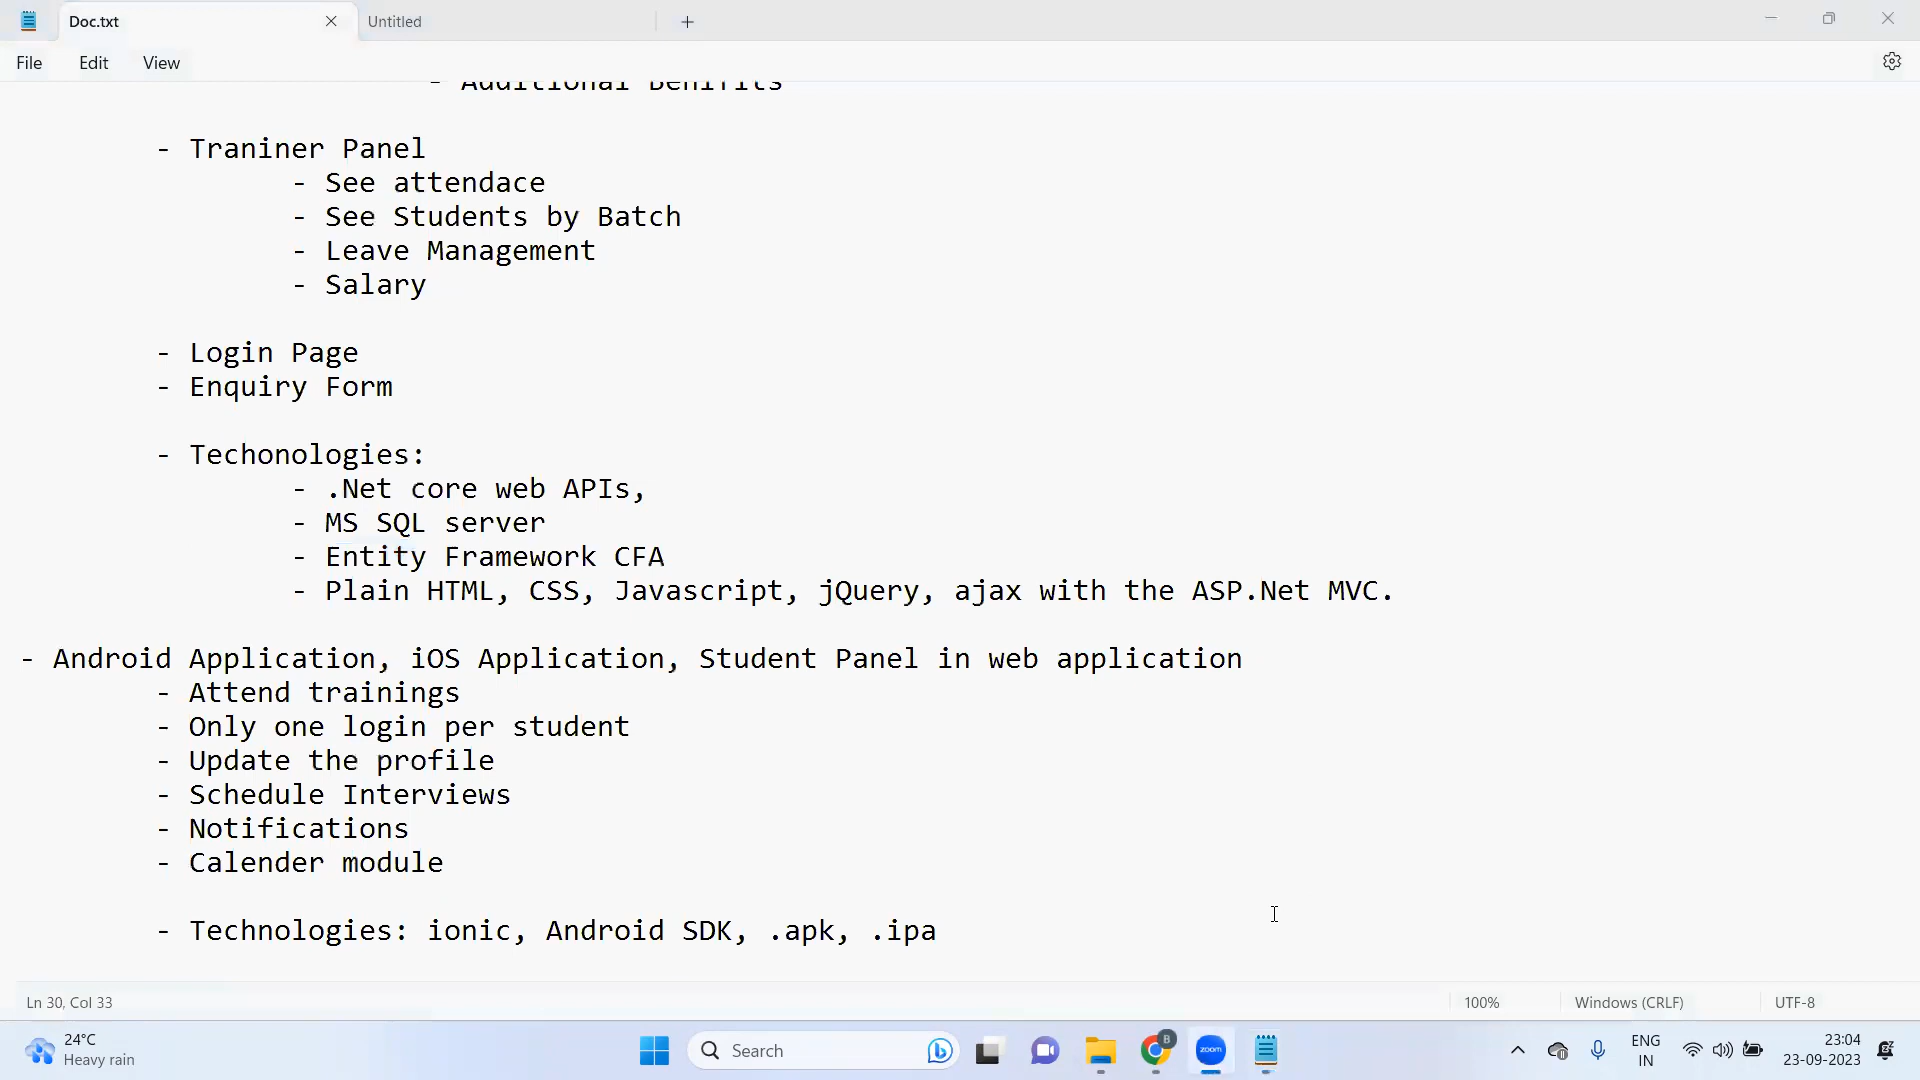 Doc.txt
Untitled
File Edit View
- Additional Benifits
- Traniner Panel
- See attendace
- See Students by Batch
- Leave Management
- Salary
- Login Page
- Enquiry Form
- Techonologies:
- .Net core web APIs,
- MS SQL server
- Entity Framework CFA
- Plain HTML, CSS, Javascript, jQuery, ajax with the ASP.Net MVC.
- Android Application, iOS Application, Student Panel in web application
- Attend trainings
- Only one login per student
- Update the profile
- Schedule Interviews
- Notifications
- Calender module
- Technologies: ionic, Android SDK, .apk, .ipa
Ln 30, Col 33 100% Windows (CRLF) UTF-8
24°C
Heavy rain
Search
B
zoom
ENG
IN
23:04
23-09-2023